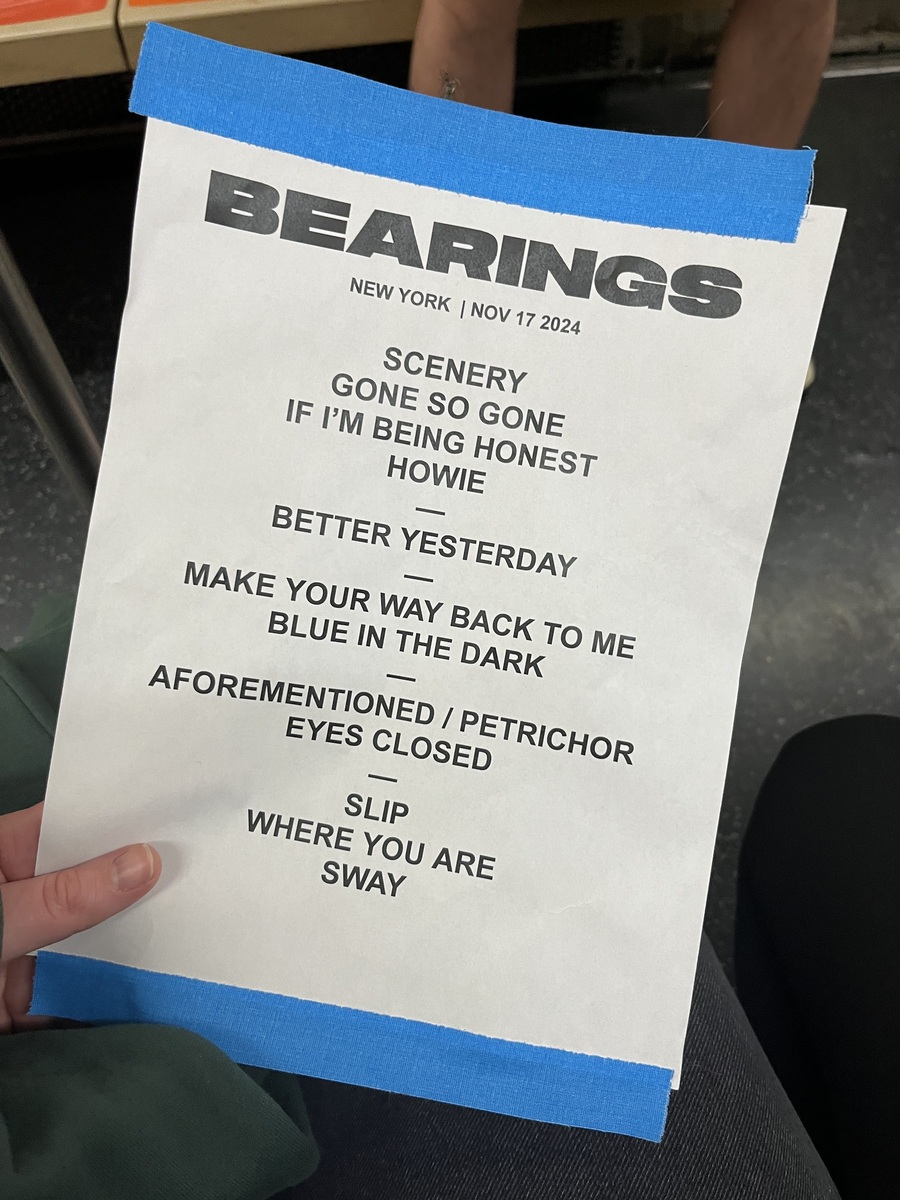 BEARINGS
NEW YORK | NOV 17 2024
SCENERY
GONE SO GONE
IF I'M BEING HONEST
HOWIE
—
BETTER YESTERDAY
—
MAKE YOUR WAY BACK TO ME
BLUE IN THE DARK
—
AFOREMENTIONED / PETRICHOR
EYES CLOSED
—
SLIP
WHERE YOU ARE
SWAY